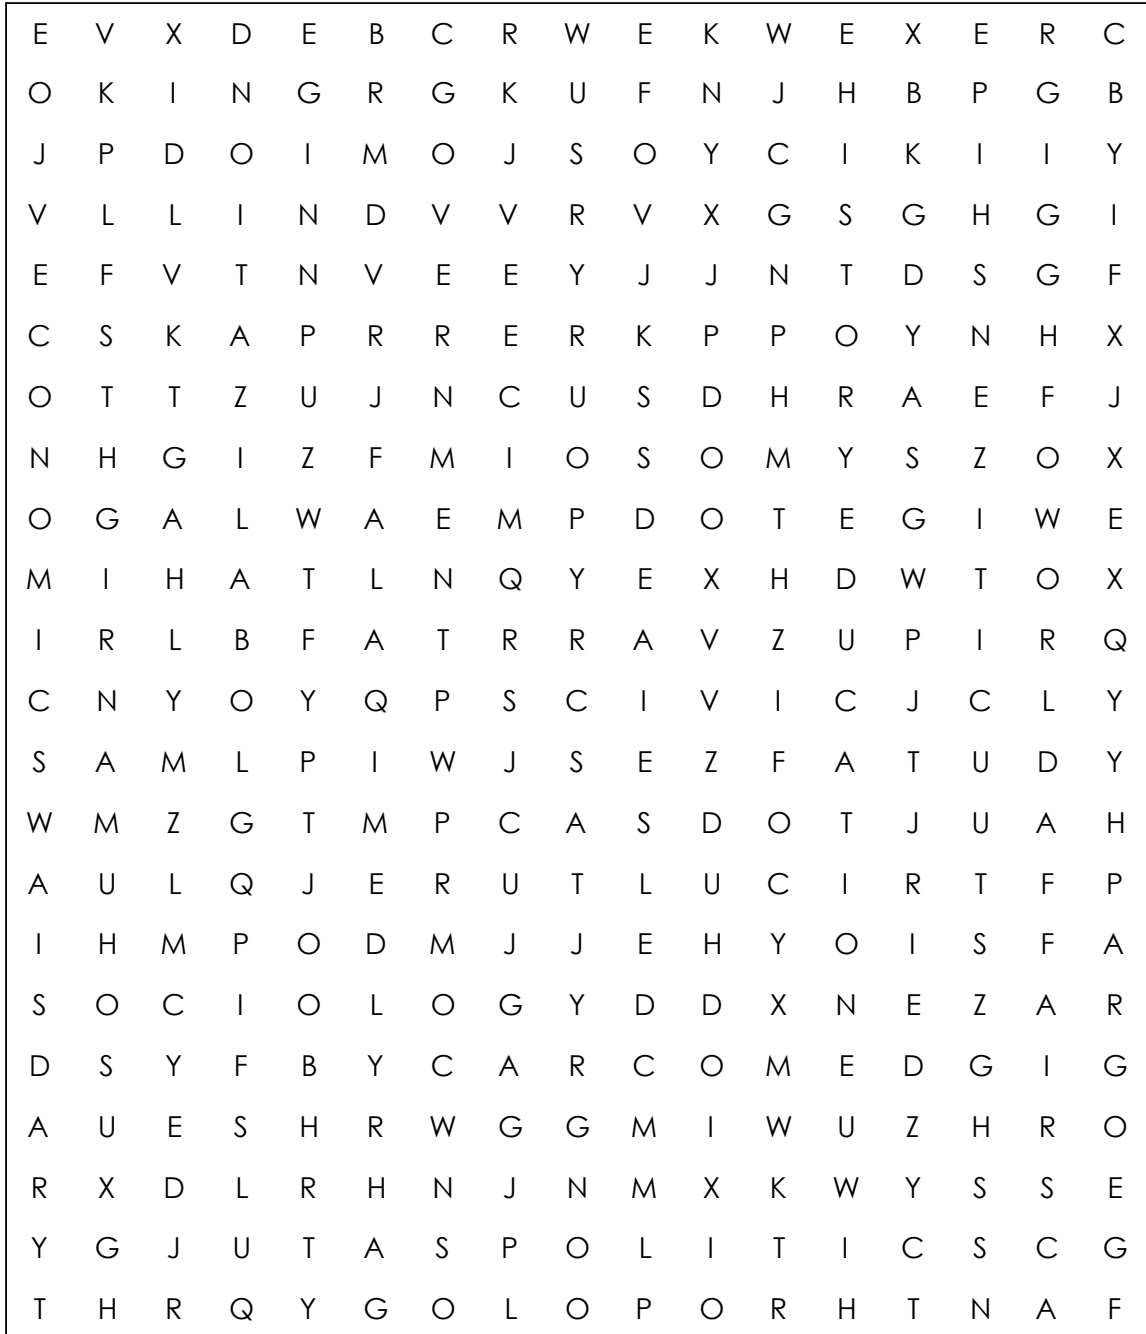 E V X D E B C R W E K W E X E R C
O K I N G R G K U F N J H B P G B
J P D O I M O J S O Y C I K I I Y
V L L I N D V V R V X G S G H G I
E F V T N V E E Y J J N T D S G F
C S K A P R R E R K P P O Y N H X
O T T Z U J N C U S D H R A E F J
N H G I Z F M I O S O M Y S Z O X
O G A L W A E M P D O T E G I W E
M I H A T L N Q Y E X H D W T O X
I R L B F A T R R A V Z U P I R Q
C N Y O Y Q P S C I V I C J C L Y
S A M L P I W J S E Z F A T U D Y
W M Z G T M P C A S D O T J U A H
A U L Q J E R U T L U C I R T F P
I H M P O D M J J E H Y O I S F A
S O C I O L O G Y D D X N E Z A R
D S Y F B Y C A R C O M E D G I G
A U E S H R W G G M I W U Z H R O
R X D L R H N J N M X K W Y S S E
Y G J U T A S P O L I T I C S C G
T H R Q Y G O L O P O R H T N A F